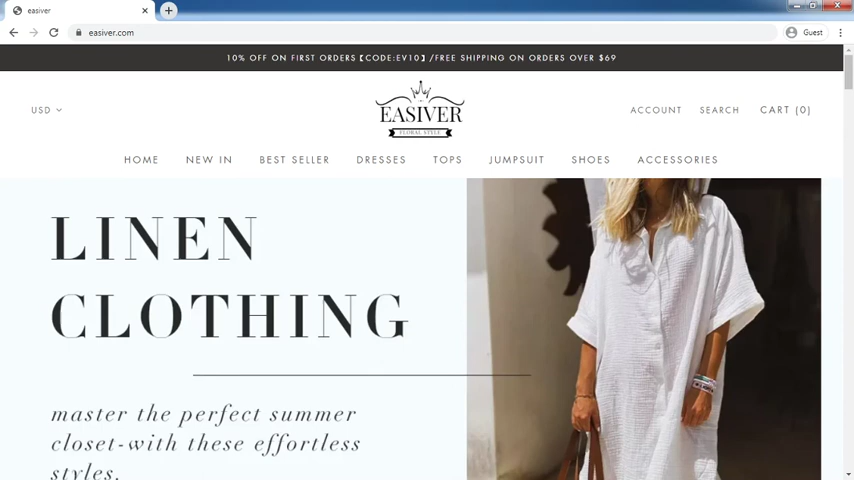 easiver
easiver.com
Guest
10% OFF ON FIRST ORDERS【CODE:EV10】/FREE SHIPPING ON ORDERS OVER $69
USD
EASIVER
FLORAL STYLE
ACCOUNT
SEARCH
CART (0)
HOME NEW IN BEST SELLER DRESSES TOPS JUMPSUIT SHOES ACCESSORIES
LINEN
CLOTHING
master the perfect summer
closet-with these effortless
styles.